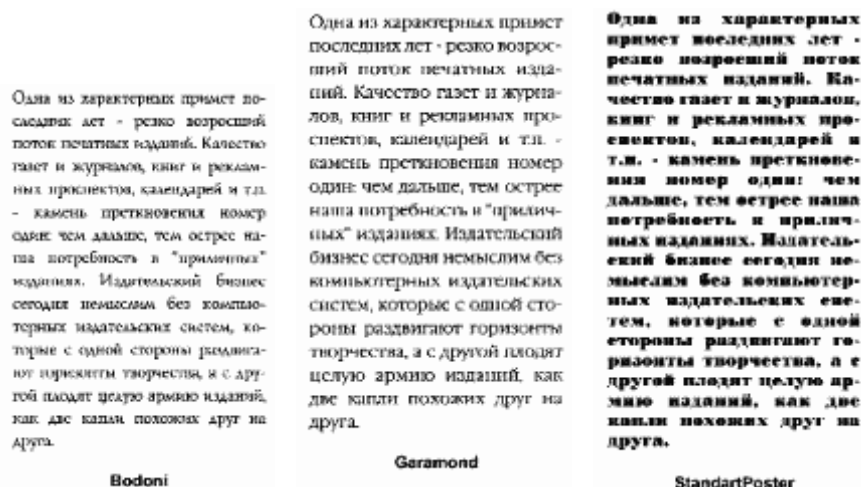 Одна из характерных примет по-
следних лет - резко возросший
поток печатных изданий. Качество
газет и журналов, книг и реклам-
ных проспектов, календарей и т.п.
- камень преткновения номер
один: чем дальше, тем острее на-
ша потребность в "приличных"
изданиях. Издательский бизнес
сегодня немыслим без компью-
терных издательских систем, ко-
торые с одной стороны раздвига-
ют горизонты творчества, а с дру-
гой плодят целую армию изданий,
как две капли похожих друг на
друга.
Bodoni
Одна из характерных примет
последних лет - резко возрос-
ший поток печатных изда-
ний. Качество газет и журна-
лов, книг и рекламных про-
спектов, календарей и т.п. -
камень преткновения номер
один: чем дальше, тем острее
наша потребность в "прилич-
ных" изданиях. Издательский
бизнес сегодня немыслим без
компьютерных издательских
систем, которые с одной сто-
роны раздвигают горизонты
творчества, а с другой плодят
целую армию изданий, как
две капли похожих друг на
друга.
Garamond
Одна из характерных
примет последних лет -
резко возросший поток
печатных изданий. Ка-
чество газет и журналов,
книг и рекламных про-
спектов, календарей и
т.п. - камень преткнове-
ния номер один: чем
дальше, тем острее наша
потребность в прилич-
ных изданиях. Издатель-
ский бизнес сегодня не-
мыслим без компьютер-
ных издательских сис-
тем, которые с одной
стороны раздвигают го-
ризонты творчества, а с
другой плодят целую ар-
мию изданий, как две
капли похожих друг на
друга.
StandartPoster